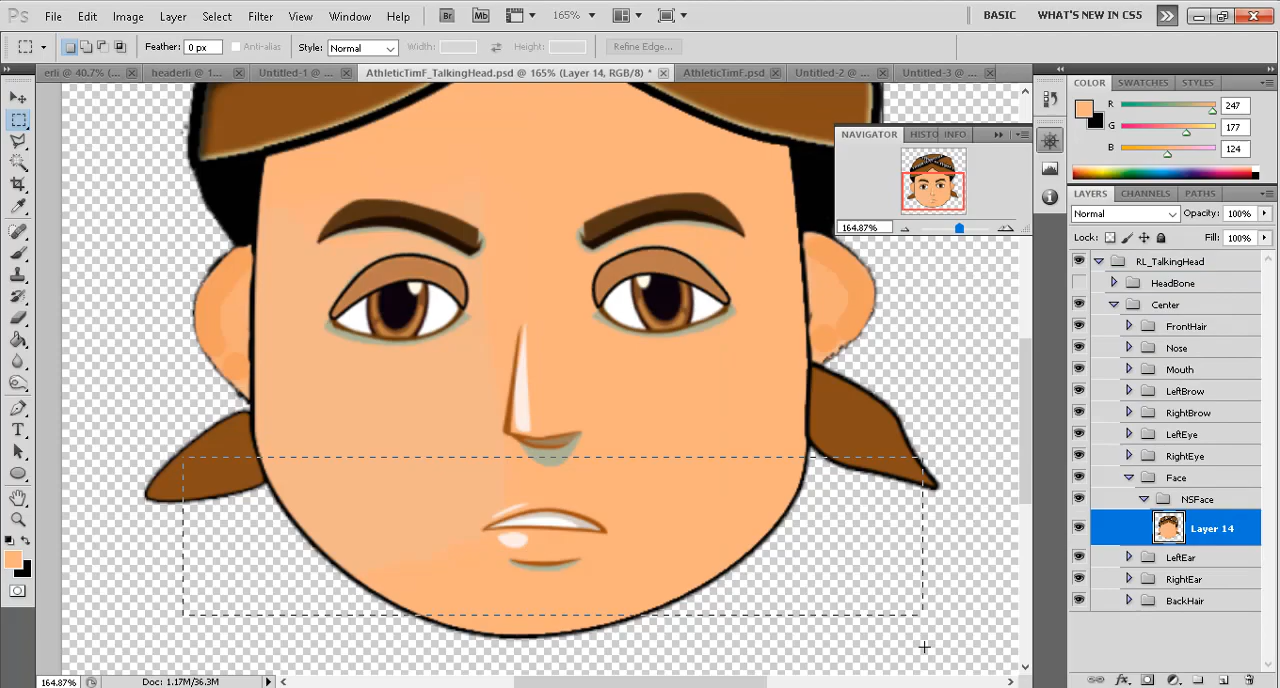 Ps File Edit Image Layer Select Filter View Window Help Br Mb 165% BASIC WHAT'S NEW IN CS5
Feather: 0 px Anti-alias Style: Normal Width: Height: Refine Edge...
erli @ 40.7% (... headerli @ 1... Untitled-1 @ ... AthleticTimF_TalkingHead.psd @ 165% (Layer 14, RGB/8) * AthleticTimF.psd ... Untitled-2 @ ... Untitled-3 @ ...
COLOR SWATCHES STYLES
R 247
G 177
B 124
NAVIGATOR HISTO INFO
164.87%
LAYERS CHANNELS PATHS
Normal Opacity: 100%
Lock: Fill: 100%
RL_TalkingHead
HeadBone
Center
FrontHair
Nose
Mouth
LeftBrow
RightBrow
LeftEye
RightEye
Face
NSFace
Layer 14
LeftEar
RightEar
BackHair
164.87% Doc: 1.17M/36.3M